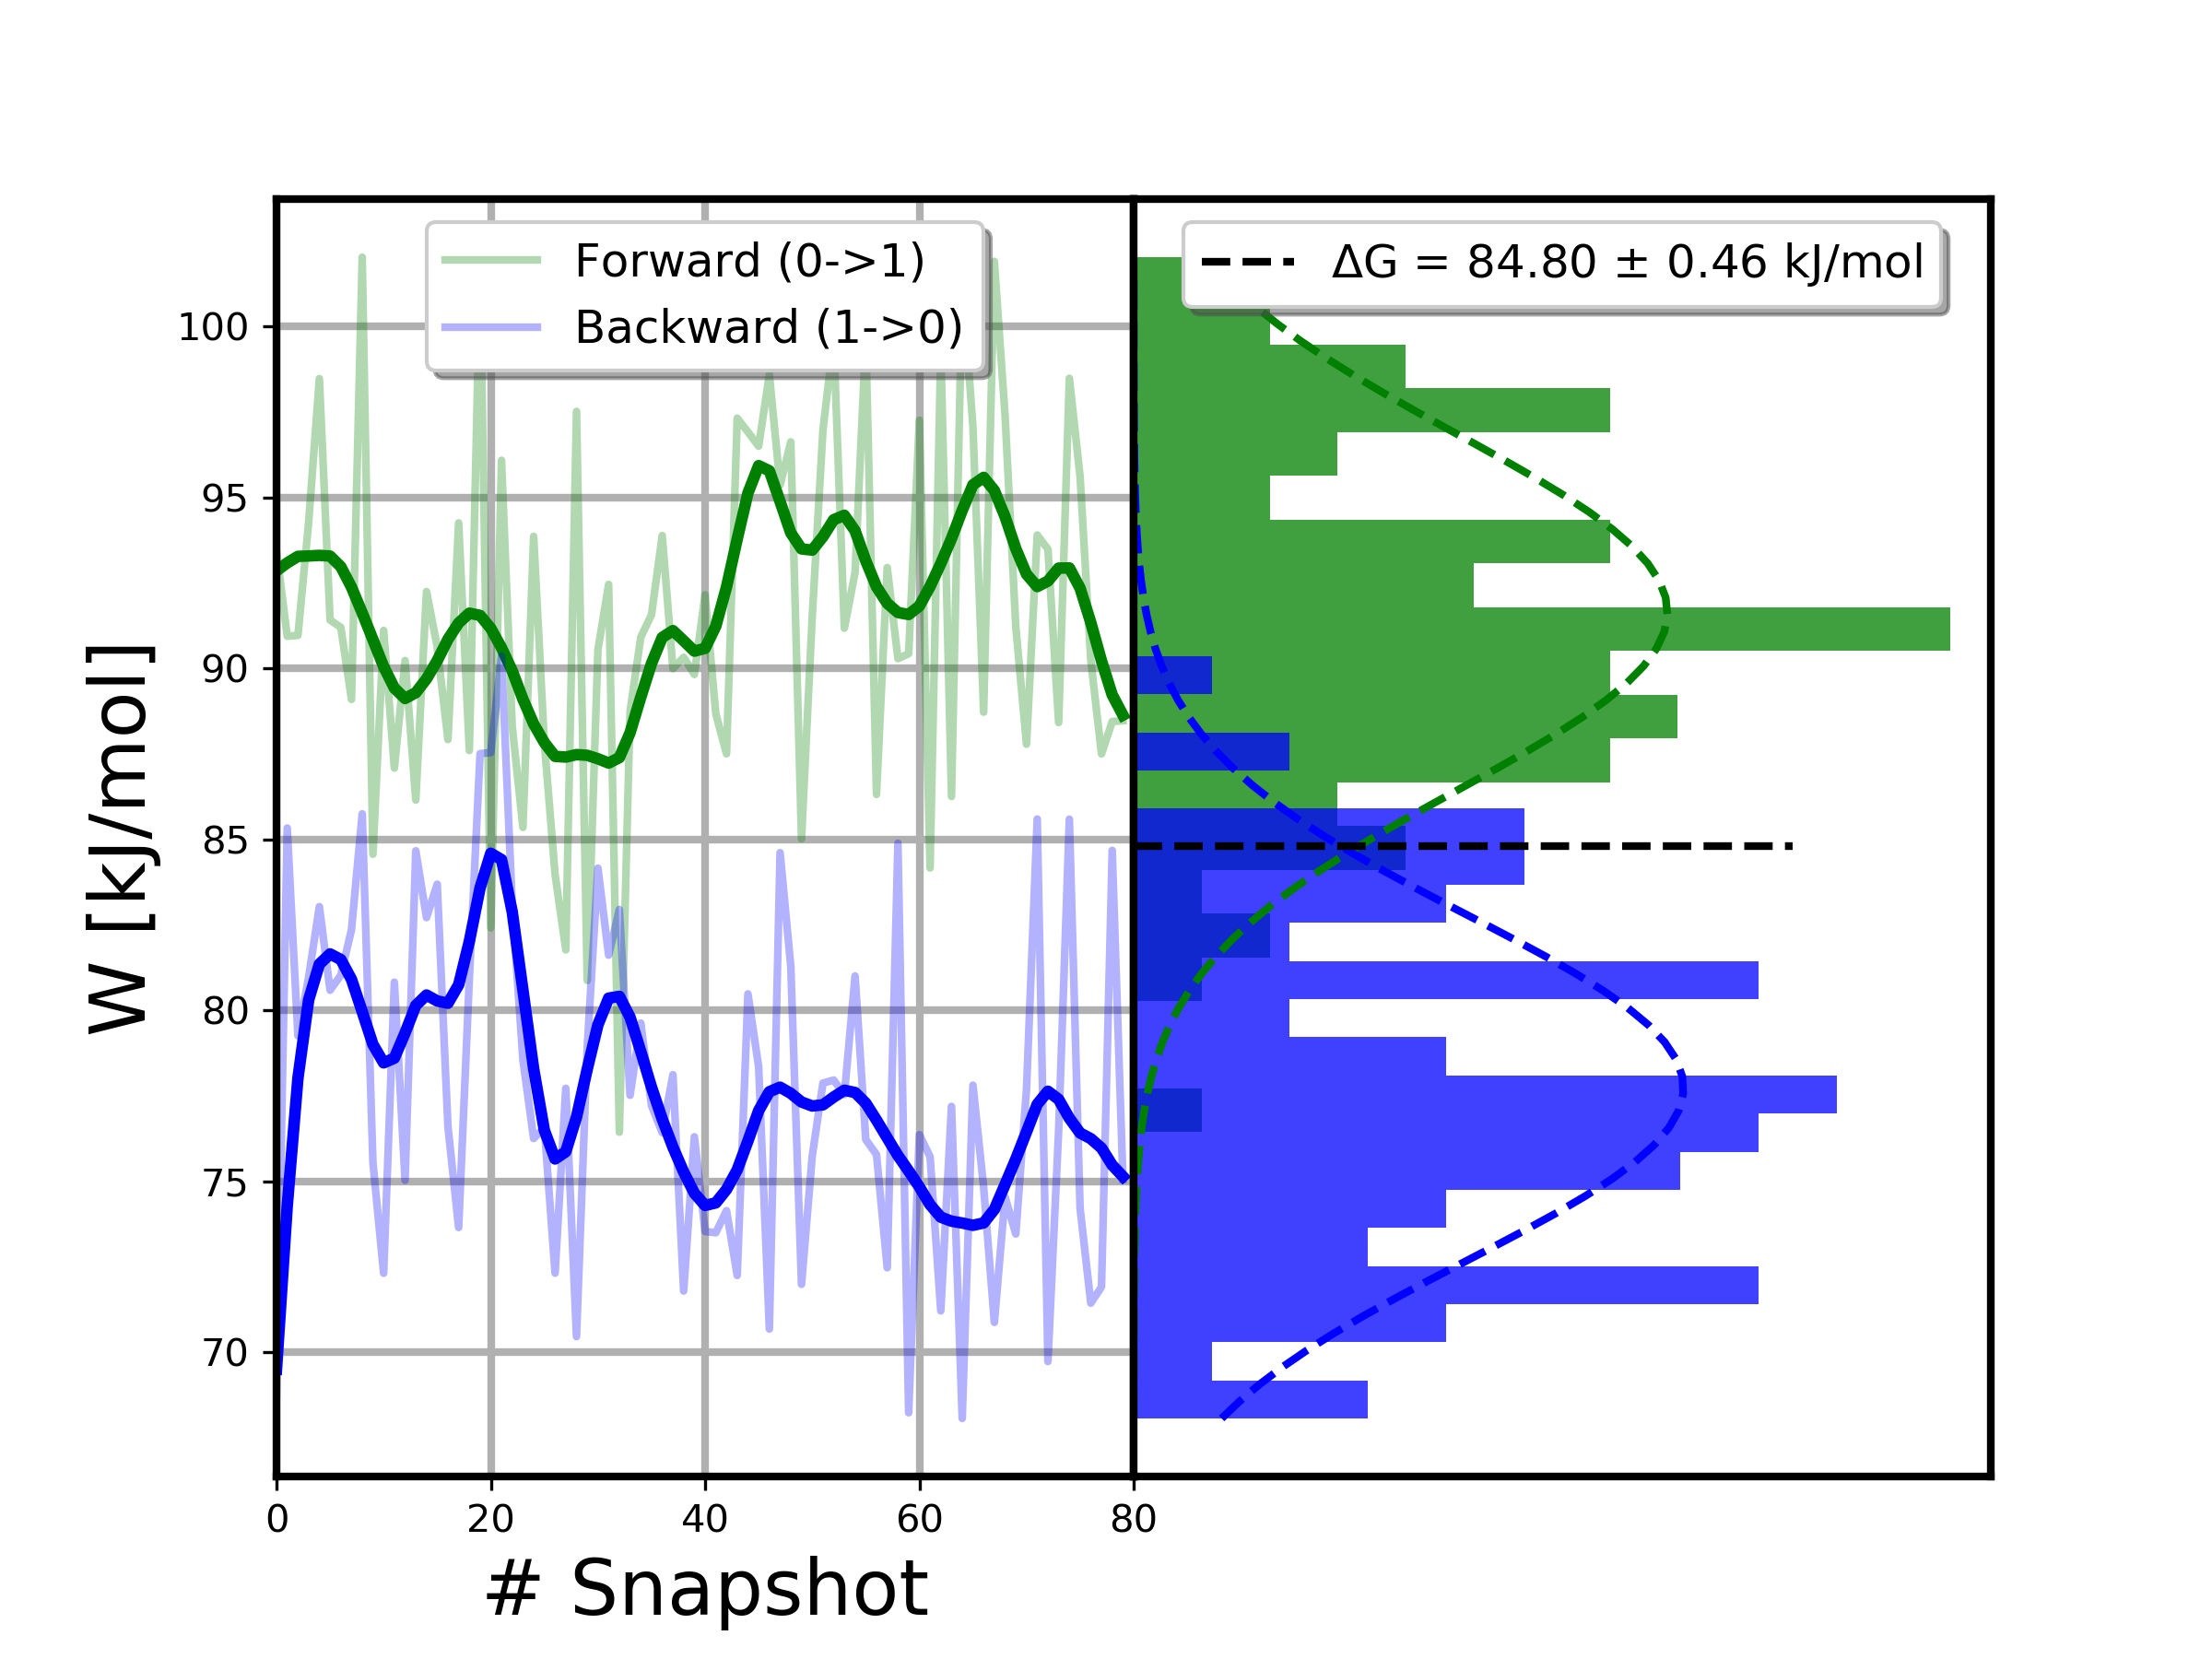 Forward (0->1)
Backward (1->0)
ΔG = 84.80 ± 0.46 kJ/mol
W [kJ/mol]
100
95
90
85
80
75
70
0 20 40 60 80
# Snapshot